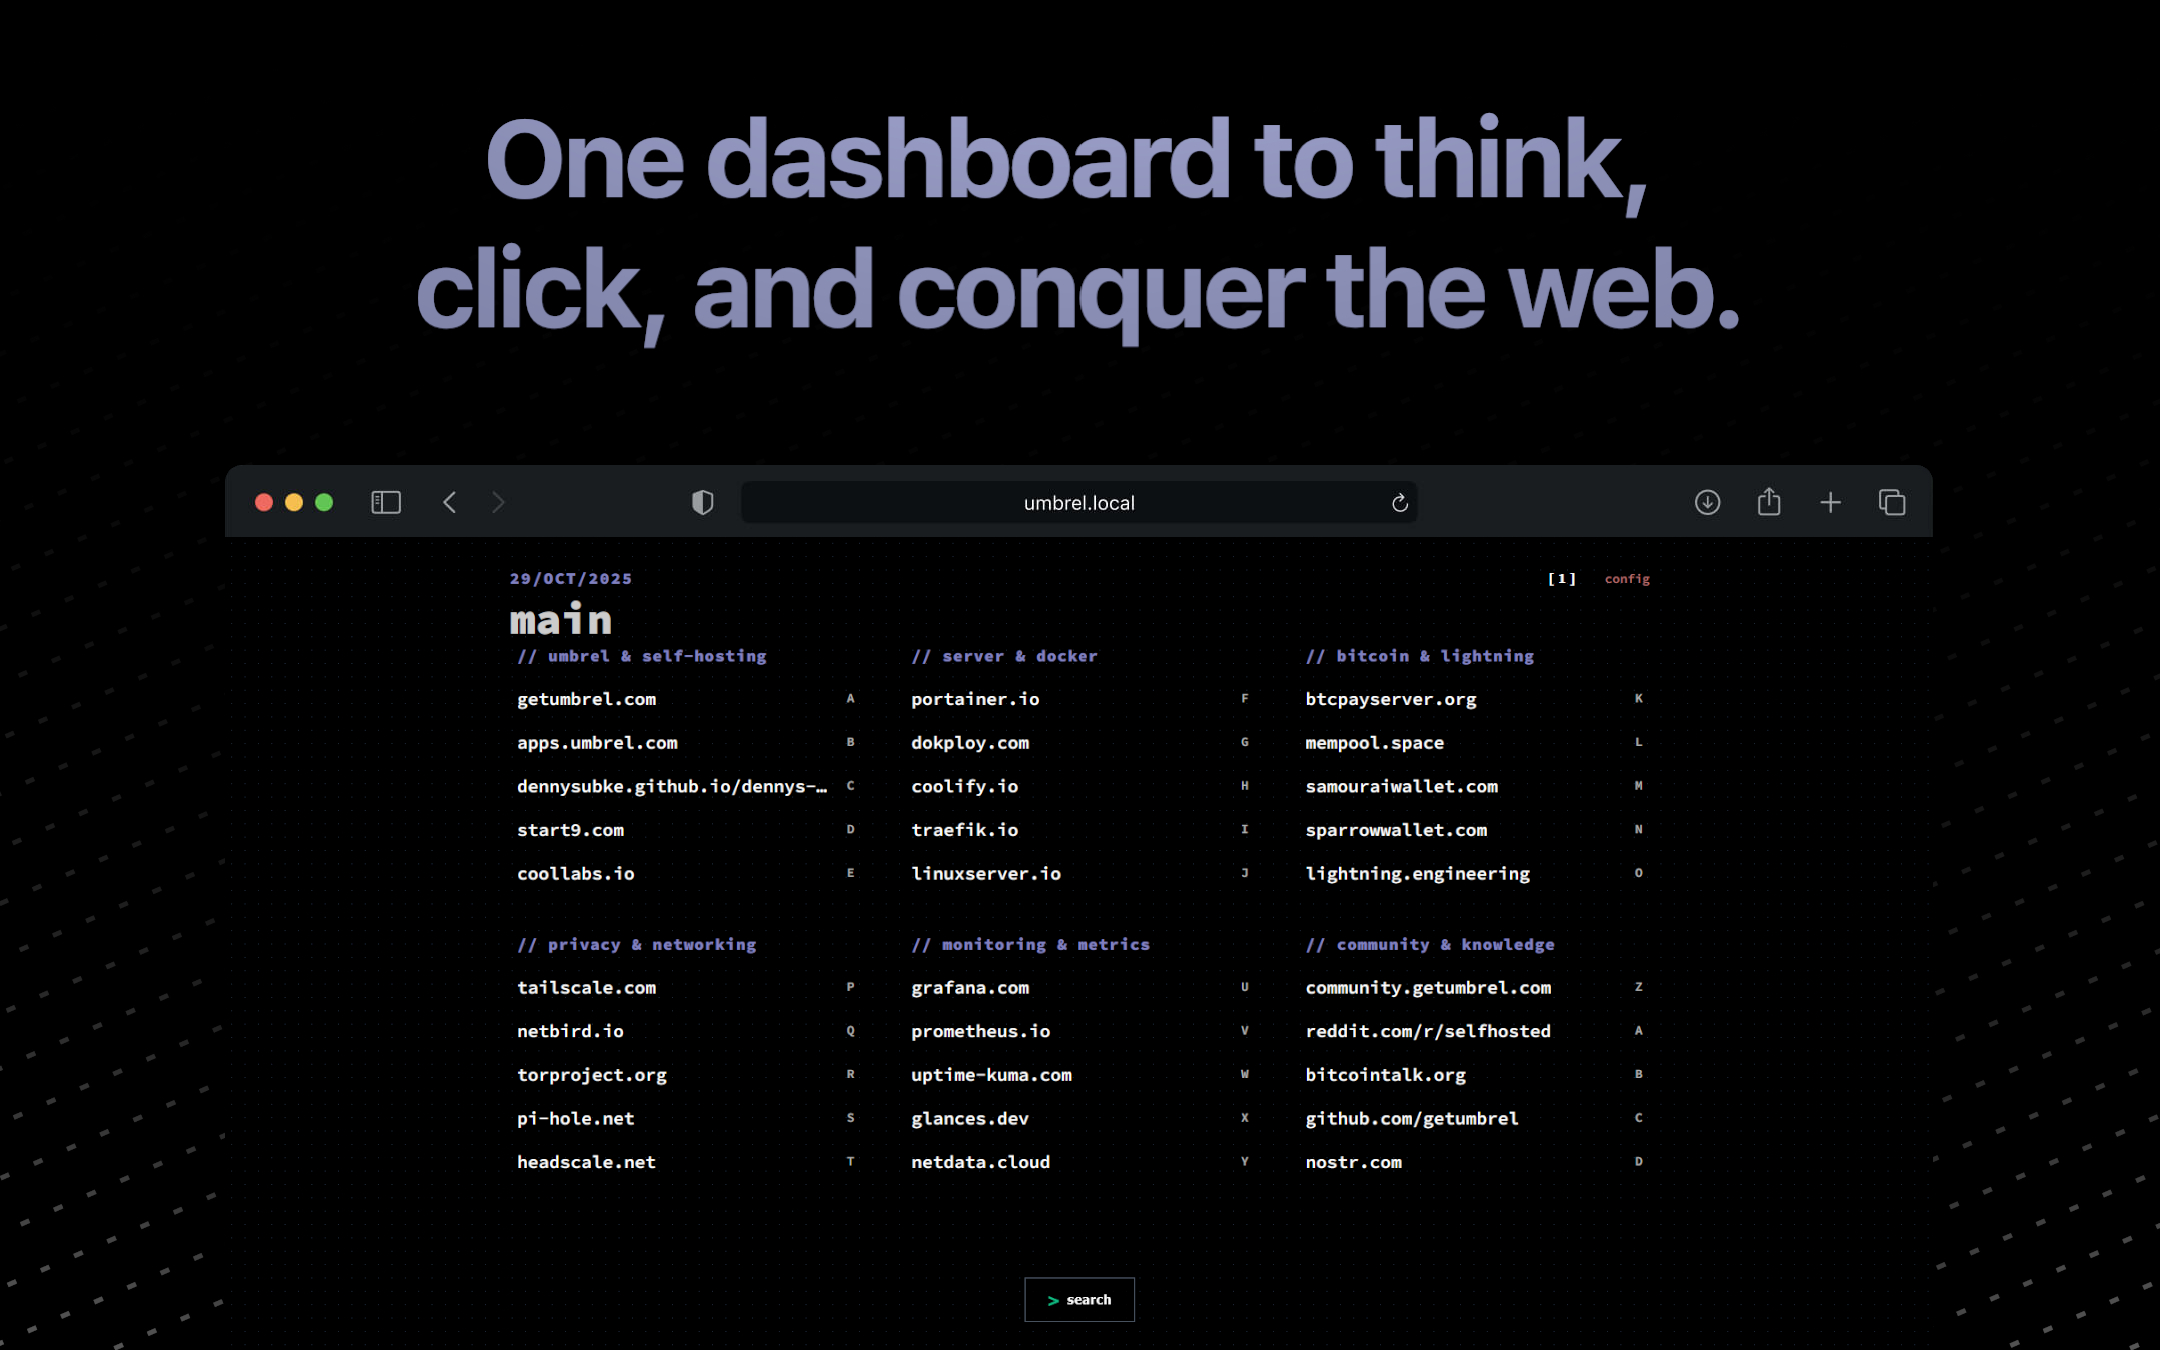 One dashboard to think,
click, and conquer the web.
umbrel.local
29/OCT/2025
[1] config
main
// umbrel & self-hosting
getumbrel.com A
apps.umbrel.com B
dennysubke.github.io/dennys-… C
start9.com D
coollabs.io E
// server & docker
portainer.io F
dokploy.com G
coolify.io H
traefik.io I
linuxserver.io J
// bitcoin & lightning
btcpayserver.org K
mempool.space L
samouraiwallet.com M
sparrowwallet.com N
lightning.engineering O
// privacy & networking
tailscale.com P
netbird.io Q
torproject.org R
pi-hole.net S
headscale.net T
// monitoring & metrics
grafana.com U
prometheus.io V
uptime-kuma.com W
glances.dev X
netdata.cloud Y
// community & knowledge
community.getumbrel.com Z
reddit.com/r/selfhosted A
bitcointalk.org B
github.com/getumbrel C
nostr.com D
> search